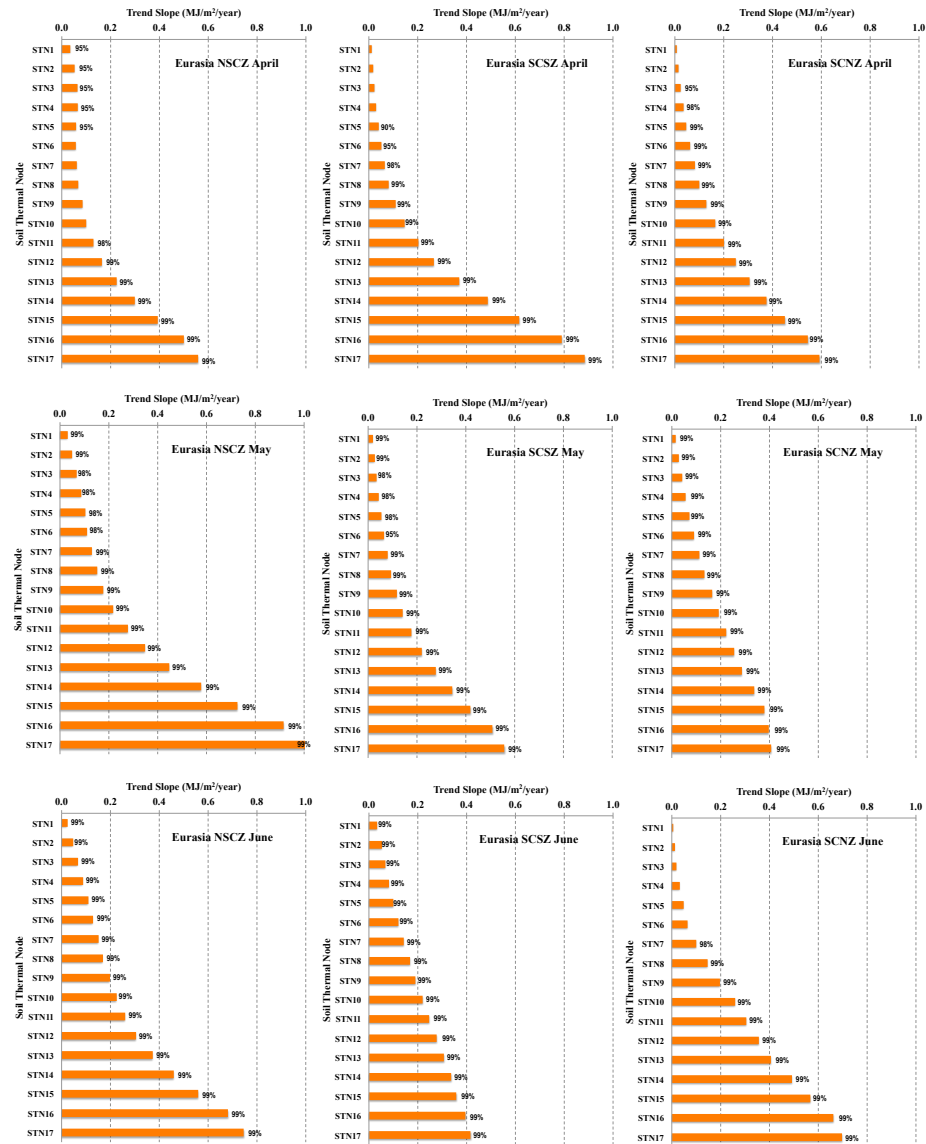 Trend Slope (MJ/m²/year)
0.0 0.2 0.4 0.6 0.8 1.0
Eurasia NSCZ April
Soil Thermal Node
STN1 95%
STN2 95%
STN3 95%
STN4 95%
STN5 95%
STN6
STN7
STN8
STN9
STN10
STN11 98%
STN12 99%
STN13 99%
STN14 99%
STN15 99%
STN16 99%
STN17 99%
Trend Slope (MJ/m²/year)
0.0 0.2 0.4 0.6 0.8 1.0
Eurasia SCSZ April
Soil Thermal Node
STN1
STN2
STN3
STN4
STN5 90%
STN6 95%
STN7 98%
STN8 99%
STN9 99%
STN10 99%
STN11 99%
STN12 99%
STN13 99%
STN14 99%
STN15 99%
STN16 99%
STN17 99%
Trend Slope (MJ/m²/year)
0.0 0.2 0.4 0.6 0.8 1.0
Eurasia SCNZ April
Soil Thermal Node
STN1
STN2
STN3 95%
STN4 98%
STN5 99%
STN6 99%
STN7 99%
STN8 99%
STN9 99%
STN10 99%
STN11 99%
STN12 99%
STN13 99%
STN14 99%
STN15 99%
STN16 99%
STN17 99%
Trend Slope (MJ/m²/year)
0.0 0.2 0.4 0.6 0.8 1.0
Eurasia NSCZ May
Soil Thermal Node
STN1 99%
STN2 99%
STN3 98%
STN4 98%
STN5 98%
STN6 98%
STN7 99%
STN8 99%
STN9 99%
STN10 99%
STN11 99%
STN12 99%
STN13 99%
STN14 99%
STN15 99%
STN16 99%
STN17 99%
Trend Slope (MJ/m²/year)
0.0 0.2 0.4 0.6 0.8 1.0
Eurasia SCSZ May
Soil Thermal Node
STN1 99%
STN2 99%
STN3 98%
STN4 98%
STN5 98%
STN6 95%
STN7 99%
STN8 99%
STN9 99%
STN10 99%
STN11 99%
STN12 99%
STN13 99%
STN14 99%
STN15 99%
STN16 99%
STN17 99%
Trend Slope (MJ/m²/year)
0.0 0.2 0.4 0.6 0.8 1.0
Eurasia SCNZ May
Soil Thermal Node
STN1 99%
STN2 99%
STN3 99%
STN4 99%
STN5 99%
STN6 99%
STN7 99%
STN8 99%
STN9 99%
STN10 99%
STN11 99%
STN12 99%
STN13 99%
STN14 99%
STN15 99%
STN16 99%
STN17 99%
Trend Slope (MJ/m²/year)
0.0 0.2 0.4 0.6 0.8 1.0
Eurasia NSCZ June
Soil Thermal Node
STN1 99%
STN2 99%
STN3 99%
STN4 99%
STN5 99%
STN6 99%
STN7 99%
STN8 99%
STN9 99%
STN10 99%
STN11 99%
STN12 99%
STN13 99%
STN14 99%
STN15 99%
STN16 99%
STN17 99%
Trend Slope (MJ/m²/year)
0.0 0.2 0.4 0.6 0.8 1.0
Eurasia SCSZ June
Soil Thermal Node
STN1 99%
STN2 99%
STN3 99%
STN4 99%
STN5 99%
STN6 99%
STN7 99%
STN8 99%
STN9 99%
STN10 99%
STN11 99%
STN12 99%
STN13 99%
STN14 99%
STN15 99%
STN16 99%
STN17 99%
Trend Slope (MJ/m²/year)
0.0 0.2 0.4 0.6 0.8 1.0
Eurasia SCNZ June
Soil Thermal Node
STN1
STN2
STN3
STN4
STN5
STN6
STN7 98%
STN8 99%
STN9 99%
STN10 99%
STN11 99%
STN12 99%
STN13 99%
STN14 99%
STN15 99%
STN16 99%
STN17 99%